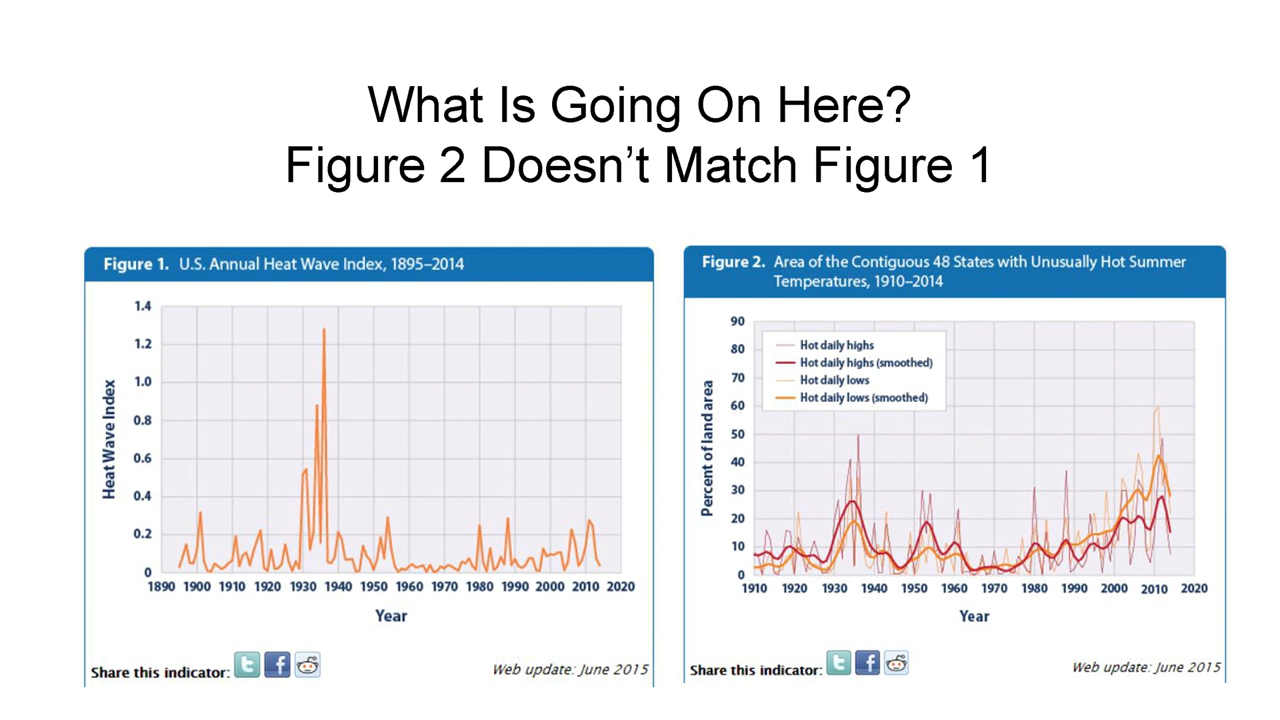 What Is Going On Here?
Figure 2 Doesn’t Match Figure 1
Figure 1. U.S. Annual Heat Wave Index, 1895–2014
1.4
1.2
1.0
0.8
0.6
0.4
0.2
0
Heat Wave Index
1890 1900 1910 1920 1930 1940 1950 1960 1970 1980 1990 2000 2010 2020
Year
Share this indicator:
Web update: June 2015
Figure 2. Area of the Contiguous 48 States with Unusually Hot Summer
Temperatures, 1910–2014
90
80
70
60
50
40
30
20
10
0
Percent of land area
Hot daily highs
Hot daily highs (smoothed)
Hot daily lows
Hot daily lows (smoothed)
1910 1920 1930 1940 1950 1960 1970 1980 1990 2000 2010 2020
Year
Share this indicator:
Web update: June 2015